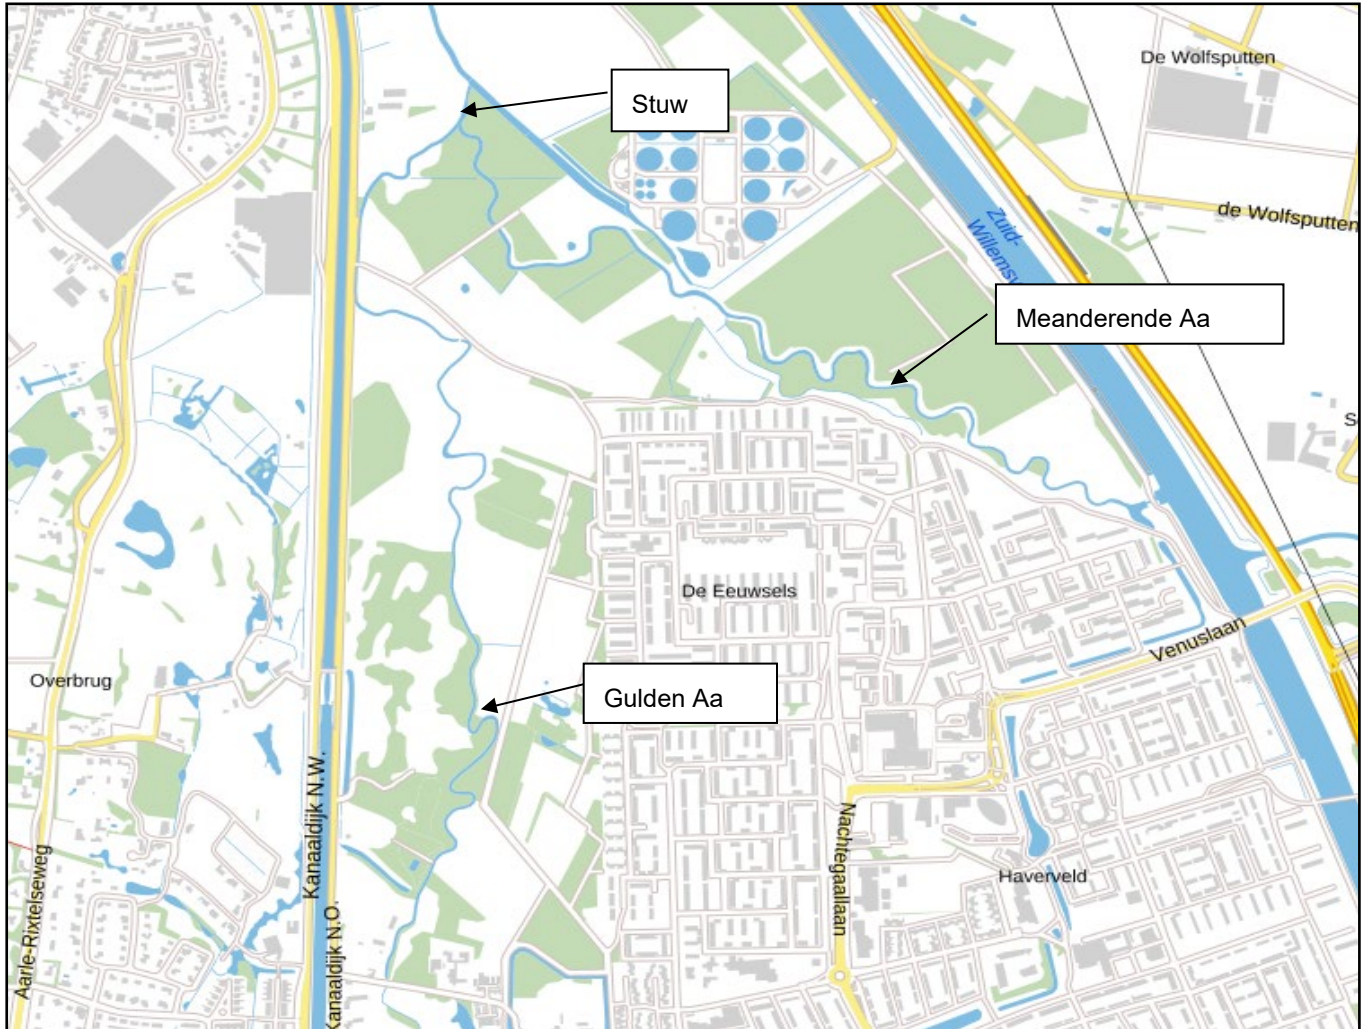 De Wolfsputten
Stuw
de Wolfsputten
Zuid-
Willemsv
Meanderende Aa
S
De Eeuwsels
Venuslaan
Overbrug
Gulden Aa
Kanaaldijk N.W.
Nachtegaallaan
Haverveld
Aarle-Rixtelseweg
Kanaaldijk N.O.